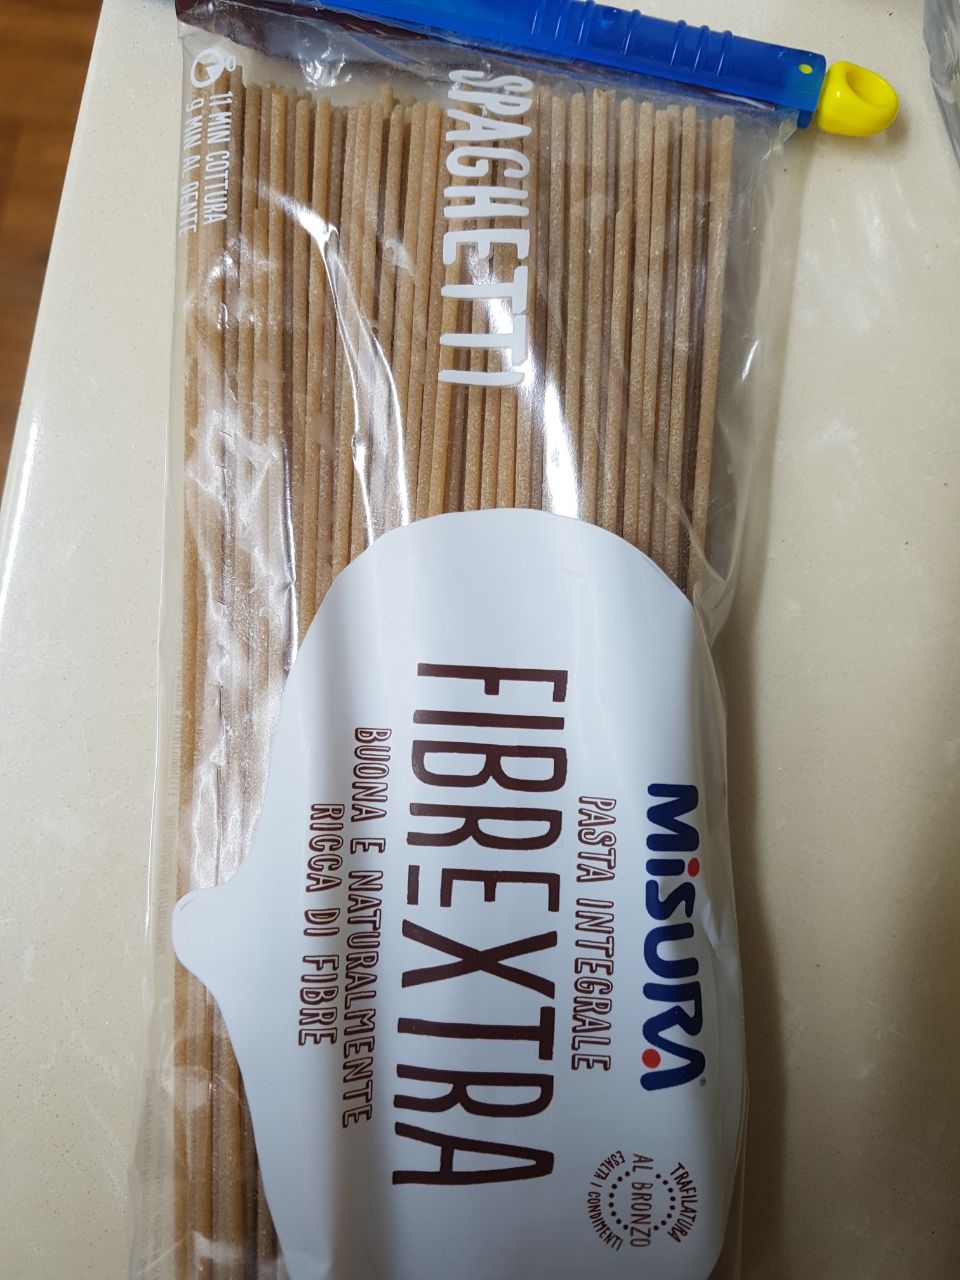 MiSURA
PASTA INTEGRALE
FIBREXTRA
BUONA E NATURALMENTE
RICCA DI FIBRE
TRAFILATURA
AL BRONZO
ESALTA I CONDIMENTI
SPAGHETTI
11 MIN COTTURA
9 MIN AL DENTE